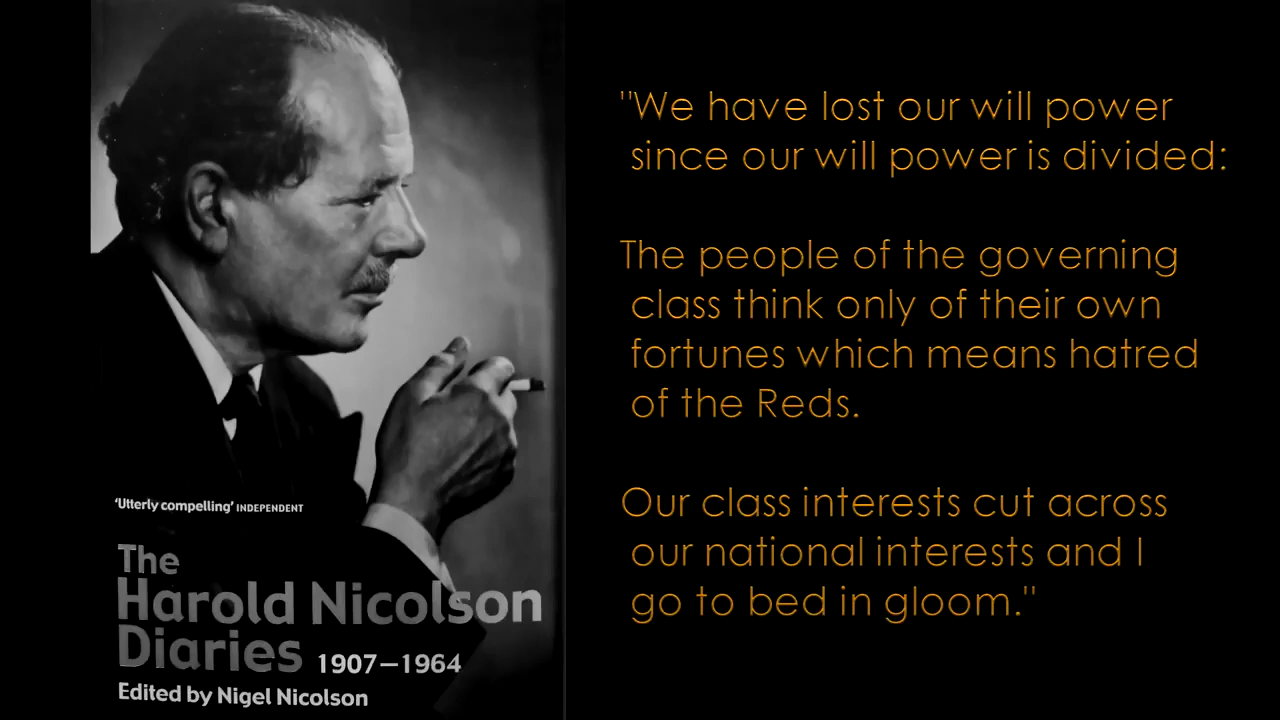 'Utterly compelling' INDEPENDENT
The
Harold Nicolson
Diaries 1907–1964
Edited by Nigel Nicolson
"We have lost our will power
since our will power is divided:
The people of the governing
class think only of their own
fortunes which means hatred
of the Reds.
Our class interests cut across
our national interests and I
go to bed in gloom."